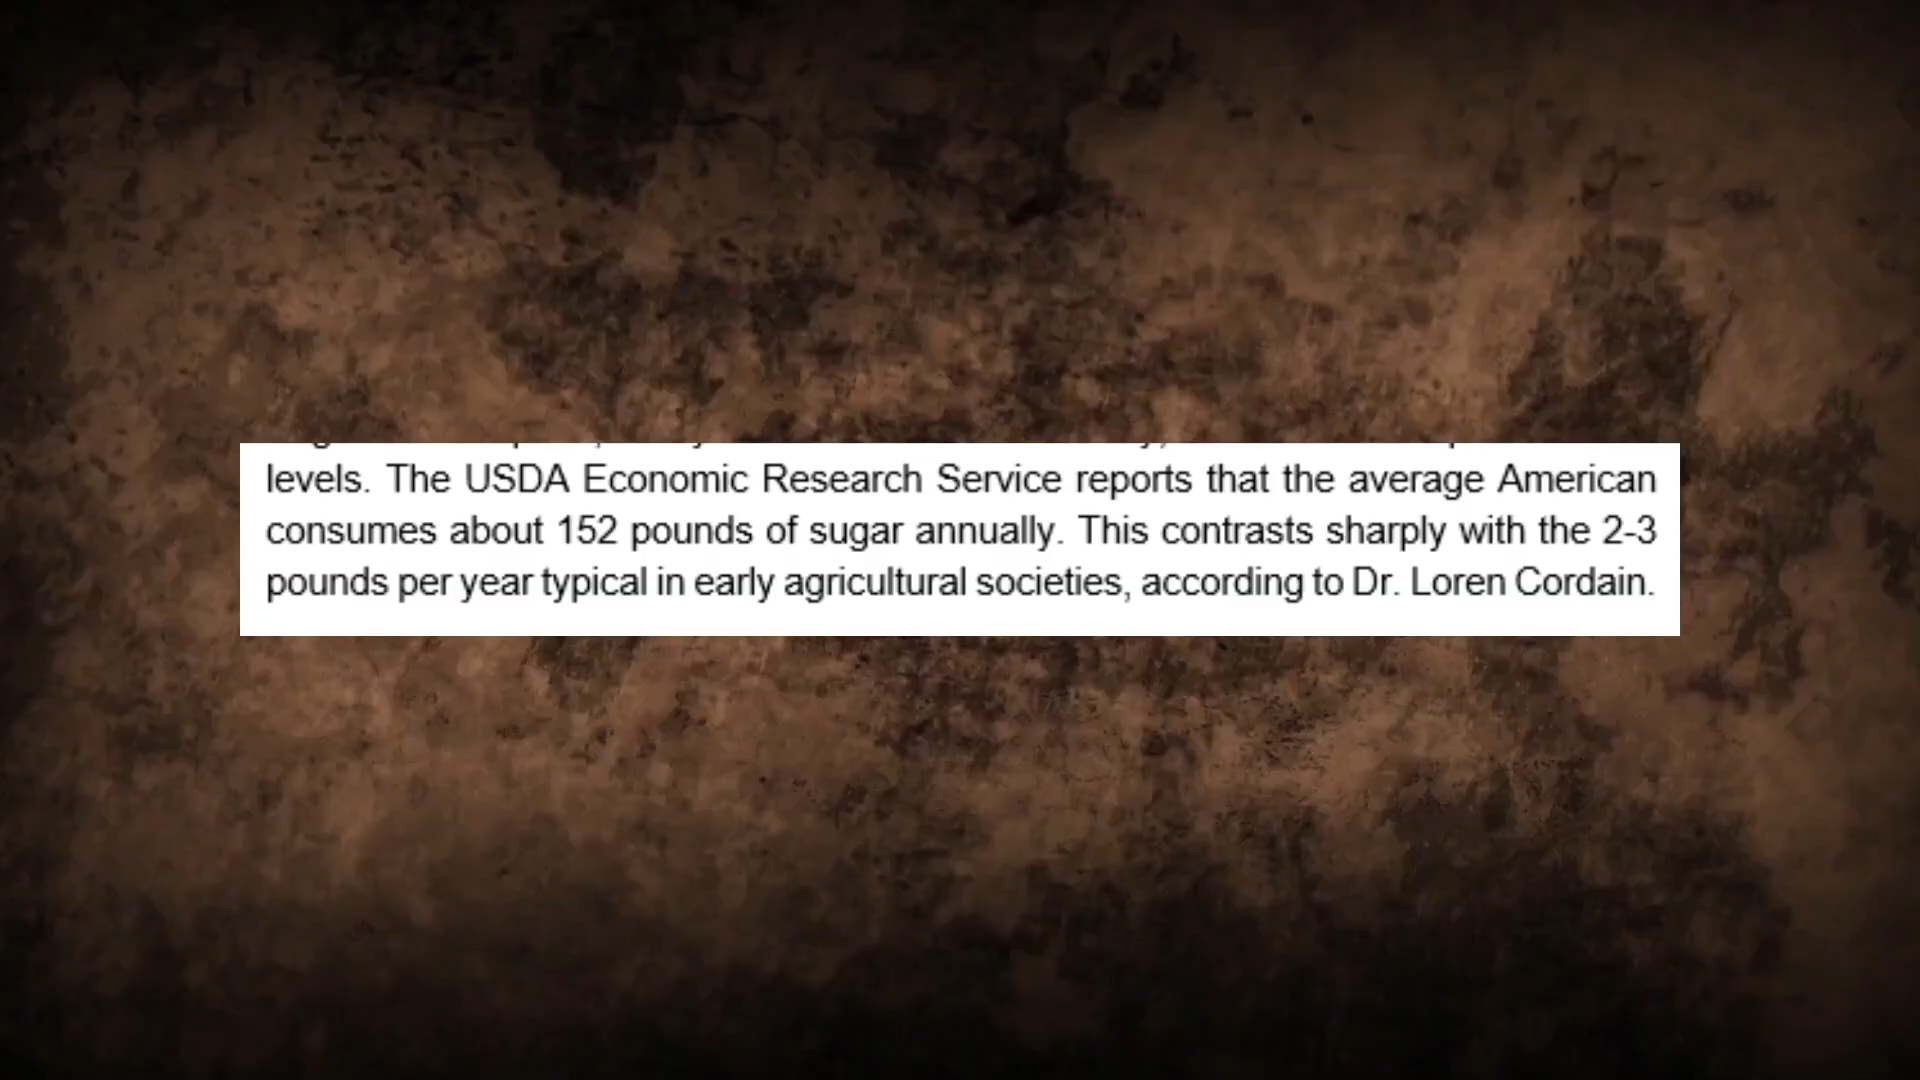 levels. The USDA Economic Research Service reports that the average American
consumes about 152 pounds of sugar annually. This contrasts sharply with the 2-3
pounds per year typical in early agricultural societies, according to Dr. Loren Cordain.